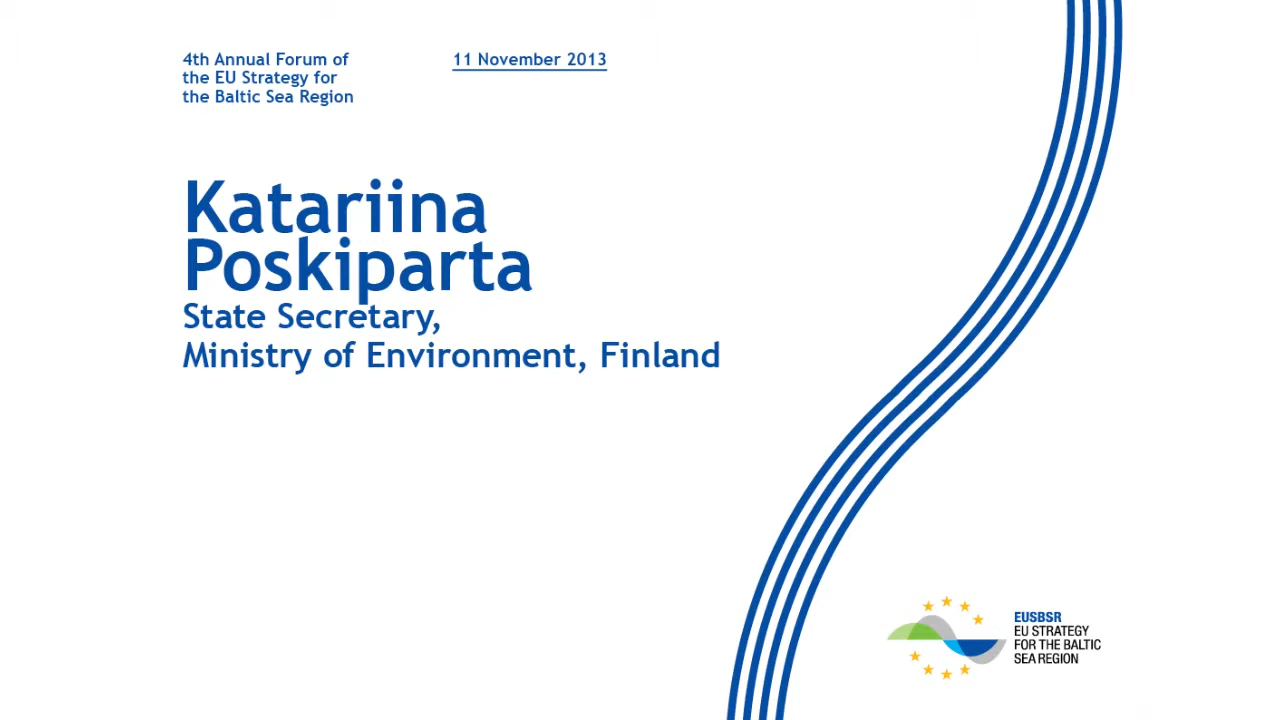 4th Annual Forum of
the EU Strategy for
the Baltic Sea Region
11 November 2013
Katariina
Poskiparta
State Secretary,
Ministry of Environment, Finland
EUSBSR
EU STRATEGY
FOR THE BALTIC
SEA REGION